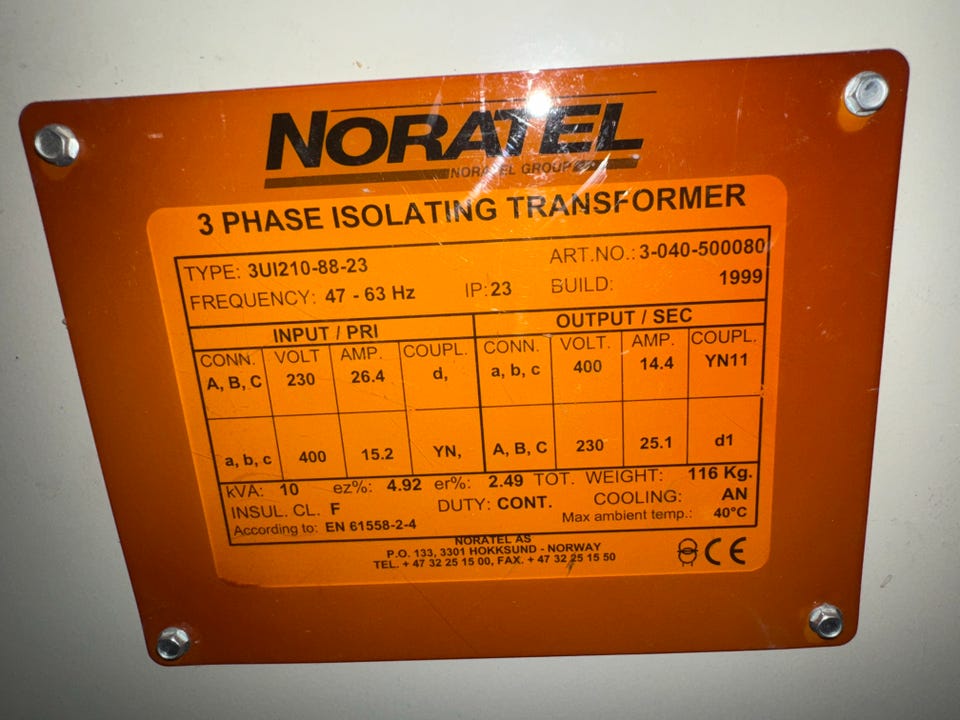 NORATEL
NORATEL GROUP
3 PHASE ISOLATING TRANSFORMER
TYPE: 3UI210-88-23 ART.NO.: 3-040-500080
FREQUENCY: 47 - 63 Hz IP: 23 BUILD: 1999
INPUT / PRI OUTPUT / SEC
CONN. VOLT AMP. COUPL. CONN. VOLT. AMP. COUPL.
A, B, C 230 26.4 d, a, b, c 400 14.4 YN11
a, b, c 400 15.2 YN, A, B, C 230 25.1 d1
kVA: 10 ez%: 4.92 er%: 2.49 TOT. WEIGHT: 116 Kg.
INSUL. CL. F DUTY: CONT. COOLING: AN
According to: EN 61558-2-4 Max ambient temp.: 40°C
NORATEL AS
P.O. 133, 3301 HOKKSUND - NORWAY
TEL. + 47 32 25 15 00, FAX. + 47 32 25 15 50
CE